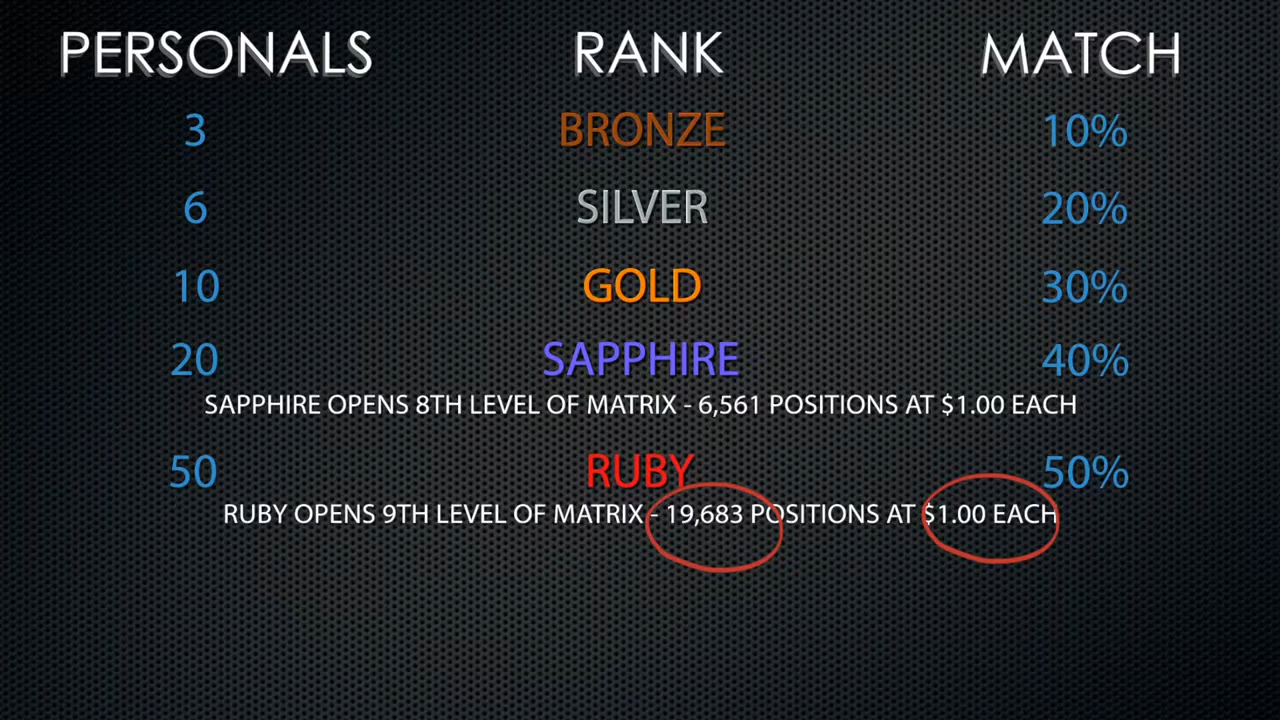 PERSONALS RANK MATCH
3 BRONZE 10%
6 SILVER 20%
10 GOLD 30%
20 SAPPHIRE 40%
SAPPHIRE OPENS 8TH LEVEL OF MATRIX - 6,561 POSITIONS AT $1.00 EACH
50 RUBY 50%
RUBY OPENS 9TH LEVEL OF MATRIX - 19,683 POSITIONS AT $1.00 EACH